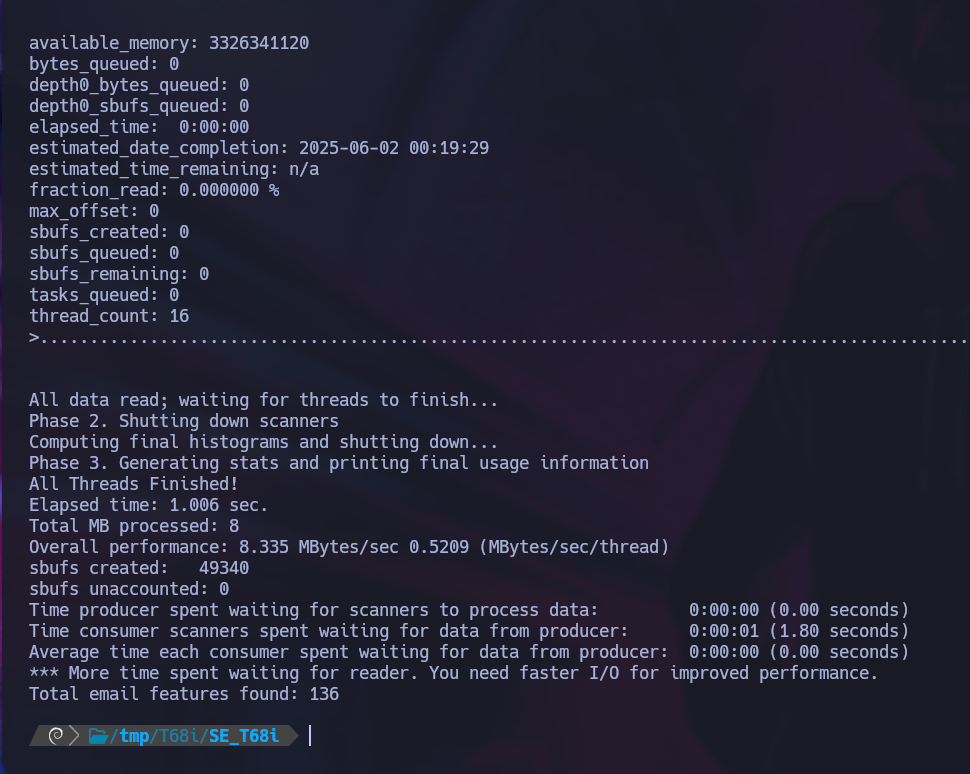 available_memory: 3326341120
bytes_queued: 0
depth0_bytes_queued: 0
depth0_sbufs_queued: 0
elapsed_time:  0:00:00
estimated_date_completion: 2025-06-02 00:19:29
estimated_time_remaining: n/a
fraction_read: 0.000000 %
max_offset: 0
sbufs_created: 0
sbufs_queued: 0
sbufs_remaining: 0
tasks_queued: 0
thread_count: 16
>.............................................................................................
All data read; waiting for threads to finish...
Phase 2. Shutting down scanners
Computing final histograms and shutting down...
Phase 3. Generating stats and printing final usage information
All Threads Finished!
Elapsed time: 1.006 sec.
Total MB processed: 8
Overall performance: 8.335 MBytes/sec 0.5209 (MBytes/sec/thread)
sbufs created:   49340
sbufs unaccounted: 0
Time producer spent waiting for scanners to process data:         0:00:00 (0.00 seconds)
Time consumer scanners spent waiting for data from producer:      0:00:01 (1.80 seconds)
Average time each consumer spent waiting for data from producer:  0:00:00 (0.00 seconds)
*** More time spent waiting for reader. You need faster I/O for improved performance.
Total email features found: 136
/tmp/T68i/SE_T68i